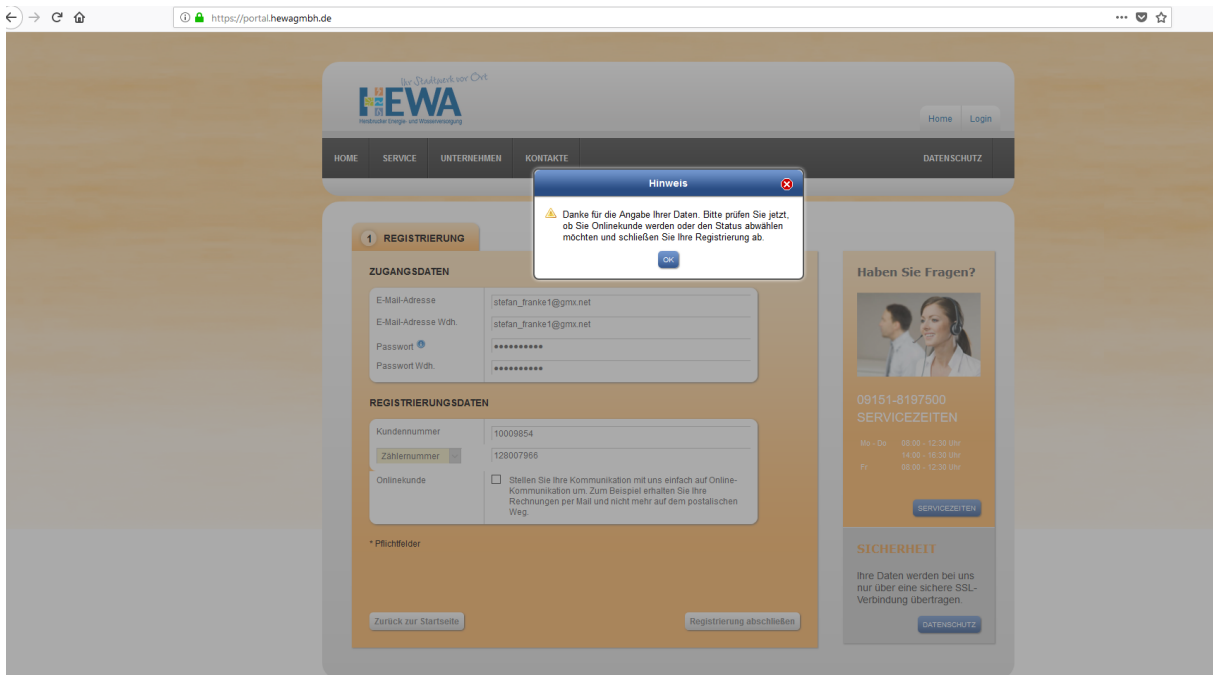 https://portal.hewagmbh.de
Ihr Stadtwerk vor Ort
HEWA
Hersbrucker Energie- und Wasserversorgung
Home Login
HOME SERVICE UNTERNEHMEN KONTAKTE DATENSCHUTZ
Hinweis
Danke für die Angabe Ihrer Daten. Bitte prüfen Sie jetzt,
ob Sie Onlinekunde werden oder den Status abwählen
möchten und schließen Sie Ihre Registrierung ab.
OK
1 REGISTRIERUNG
ZUGANGSDATEN
E-Mail-Adresse stefan_franke1@gmx.net
E-Mail-Adresse Wdh. stefan_franke1@gmx.net
Passwort ●●●●●●●●●●
Passwort Wdh. ●●●●●●●●●●
REGISTRIERUNGSDATEN
Kundennummer 10009854
Zählernummer 128007966
Onlinekunde Stellen Sie Ihre Kommunikation mit uns einfach auf Online-
Kommunikation um. Zum Beispiel erhalten Sie Ihre
Rechnungen per Mail und nicht mehr auf dem postalischen
Weg.
* Pflichtfelder
Zurück zur Startseite
Registrierung abschließen
Haben Sie Fragen?
09151-8197500
SERVICEZEITEN
Mo - Do 08:00 - 12:30 Uhr
14:00 - 16:30 Uhr
Fr 08:00 - 12:30 Uhr
SERVICEZEITEN
SICHERHEIT
Ihre Daten werden bei uns
nur über eine sichere SSL-
Verbindung übertragen.
DATENSCHUTZ